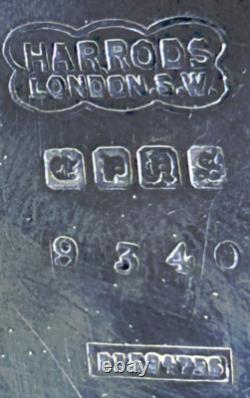 HARRODS
LONDON. S.W.
E P N S
9 3 4 0